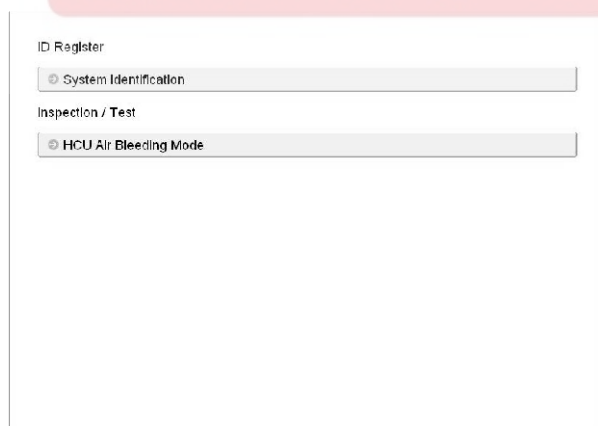 ID Register
System Identification
Inspection / Test
HCU Air Bleeding Mode